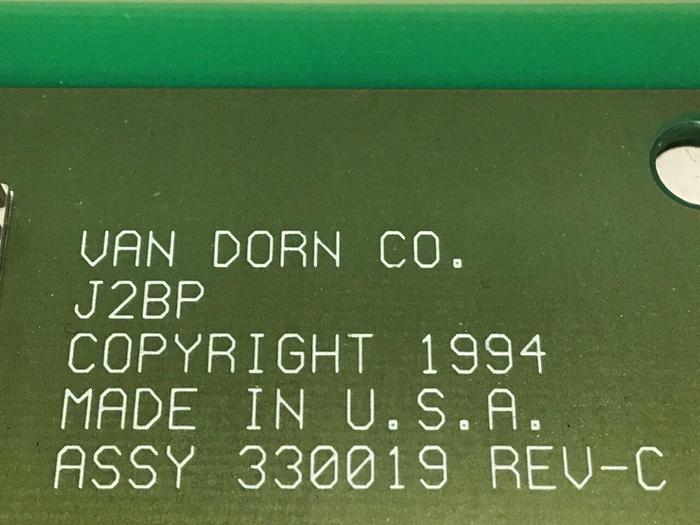 VAN DORN CO.
J2BP
COPYRIGHT 1994
MADE IN U.S.A.
ASSY 330019 REV-C